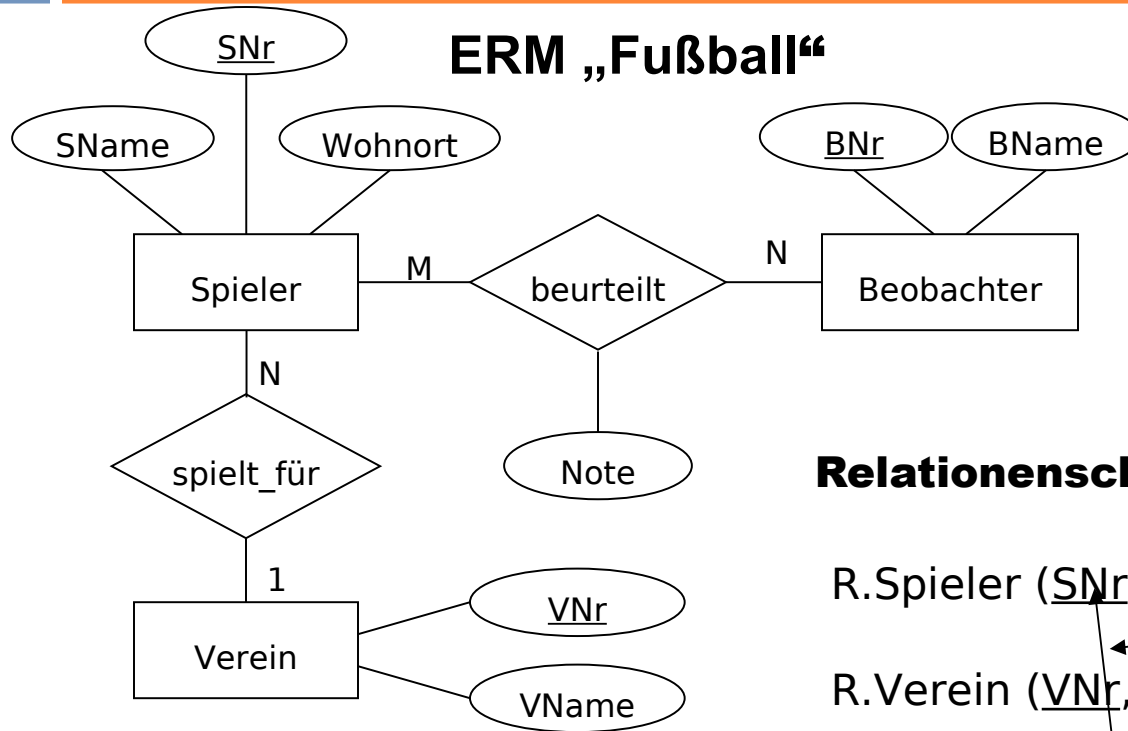 ERM „Fußball“
SNr
SName
Wohnort
BNr
BName
Spieler
M
beurteilt
N
Beobachter
N
spielt_für
Note
1
Verein
VNr
VName
R.Spieler (SNr
R.Verein (VNr,